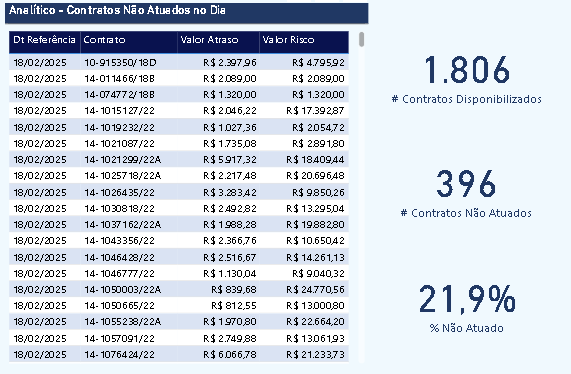 Analítico - Contratos Não Atuados no Dia
Dt Referência Contrato Valor Atraso Valor Risco
18/02/2025 10-915350/18D R$ 2.397,96 R$ 4.795,92
18/02/2025 14-011466/18B R$ 2.089,00 R$ 2.089,00
18/02/2025 14-074772/18B R$ 1.320,00 R$ 1.320,00
18/02/2025 14-1015127/22 R$ 2.046,22 R$ 17.392,87
18/02/2025 14-1019232/22 R$ 1.027,36 R$ 2.054,72
18/02/2025 14-1021087/22 R$ 1.735,08 R$ 2.891,80
18/02/2025 14-1021299/22A R$ 5.917,32 R$ 18.409,44
18/02/2025 14-1025718/22A R$ 2.217,48 R$ 20.696,48
18/02/2025 14-1026435/22 R$ 3.283,42 R$ 9.850,26
18/02/2025 14-1030818/22 R$ 2.492,82 R$ 13.295,04
18/02/2025 14-1037162/22A R$ 1.988,28 R$ 19.882,80
18/02/2025 14-1043356/22 R$ 2.366,76 R$ 10.650,42
18/02/2025 14-1046428/22 R$ 2.516,67 R$ 14.261,13
18/02/2025 14-1046777/22 R$ 1.130,04 R$ 9.040,32
18/02/2025 14-1050003/22A R$ 839,68 R$ 24.770,56
18/02/2025 14-1050665/22 R$ 812,55 R$ 13.000,80
18/02/2025 14-1055238/22A R$ 1.970,80 R$ 22.664,20
18/02/2025 14-1057091/22 R$ 2.749,88 R$ 13.061,93
18/02/2025 14-1076424/22 R$ 6.066,78 R$ 21.233,73
1.806
# Contratos Disponibilizados
396
# Contratos Não Atuados
21,9%
% Não Atuado